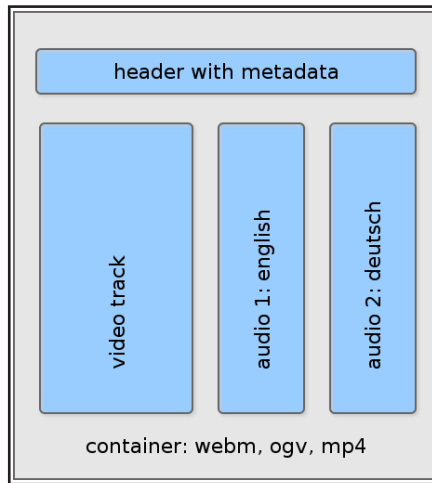 header with metadata
video track
audio 1: english
audio 2: deutsch
container: webm, ogv, mp4